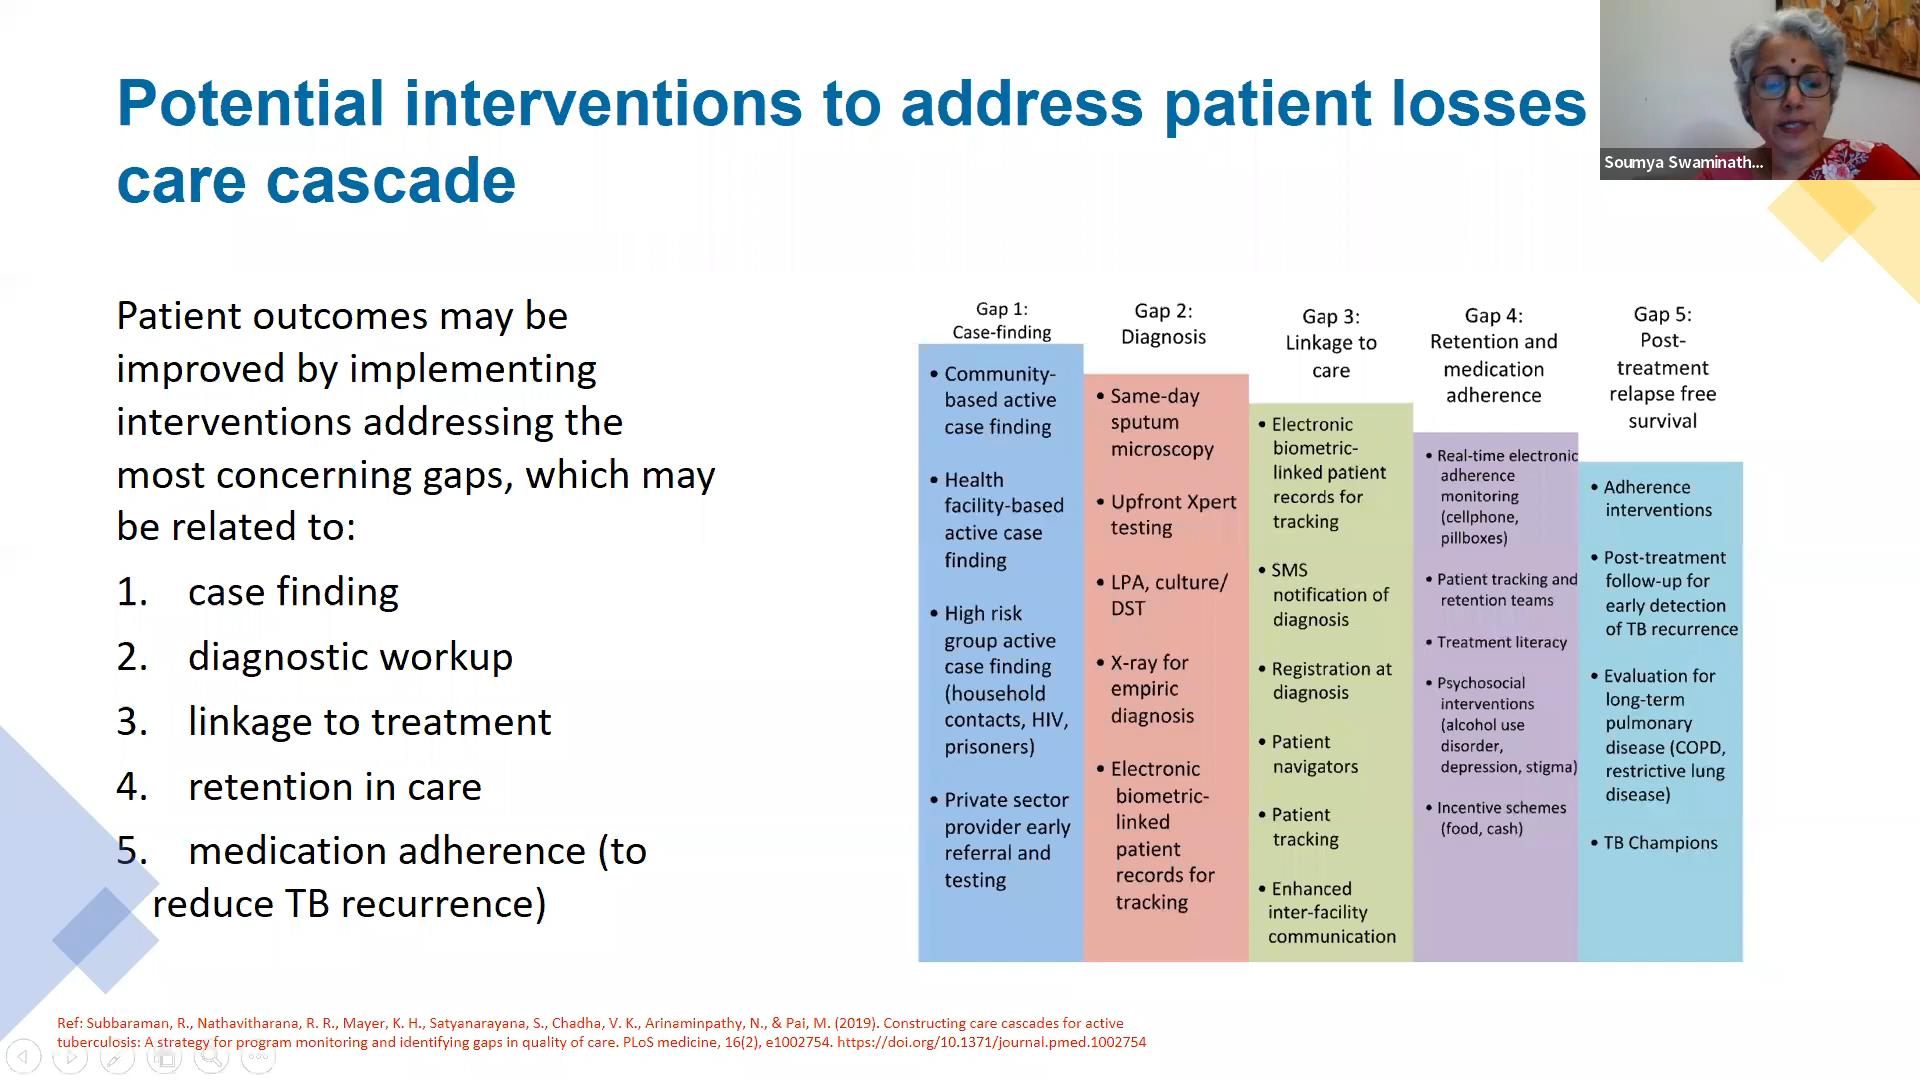 Potential interventions to address patient losses
care cascade
Soumya Swaminath...
Patient outcomes may be
improved by implementing
interventions addressing the
most concerning gaps, which may
be related to:
1. case finding
2. diagnostic workup
3. linkage to treatment
4. retention in care
5. medication adherence (to
reduce TB recurrence)
Gap 1:
Case-finding
• Community-
based active
case finding
• Health
facility-based
active case
finding
• High risk
group active
case finding
(household
contacts, HIV,
prisoners)
• Private sector
provider early
referral and
testing
Gap 2:
Diagnosis
• Same-day
sputum
microscopy
• Upfront Xpert
testing
• LPA, culture/
DST
• X-ray for
empiric
diagnosis
• Electronic
biometric-
linked
patient
records for
tracking
Gap 3:
Linkage to
care
• Electronic
biometric-
linked patient
records for
tracking
• SMS
notification of
diagnosis
• Registration at
diagnosis
• Patient
navigators
• Patient
tracking
• Enhanced
inter-facility
communication
Gap 4:
Retention and
medication
adherence
• Real-time electronic
adherence
monitoring
(cellphone,
pillboxes)
• Patient tracking and
retention teams
• Treatment literacy
• Psychosocial
interventions
(alcohol use
disorder,
depression, stigma)
• Incentive schemes
(food, cash)
Gap 5:
Post-
treatment
relapse free
survival
• Adherence
interventions
• Post-treatment
follow-up for
early detection
of TB recurrence
• Evaluation for
long-term
pulmonary
disease (COPD,
restrictive lung
disease)
• TB Champions
Ref: Subbaraman, R., Nathavitharana, R. R., Mayer, K. H., Satyanarayana, S., Chadha, V. K., Arinaminpathy, N., & Pai, M. (2019). Constructing care cascades for active
tuberculosis: A strategy for program monitoring and identifying gaps in quality of care. PLoS medicine, 16(2), e1002754. https://doi.org/10.1371/journal.pmed.1002754